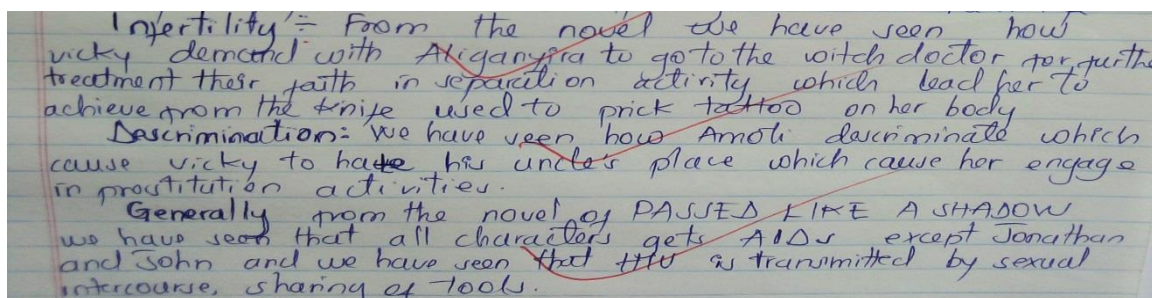 Infertility = From the novel we have seen how
vicky demand with Aliganyira to go to the witch doctor for furthe
treatment their faith in separation activity which lead her to
achieve from the knife used to prick tattoo on her body
Descrimination: We have seen how Amoli descriminate which
cause vicky to hate his uncle's place which cause her engage
in prostitution activities.
Generally from the novel of PASSED LIKE A SHADOW
we have seen that all characters gets AIDs except Jonathan
and John and we have seen that HIV is transmitted by sexual
intercourse, sharing of Tools.